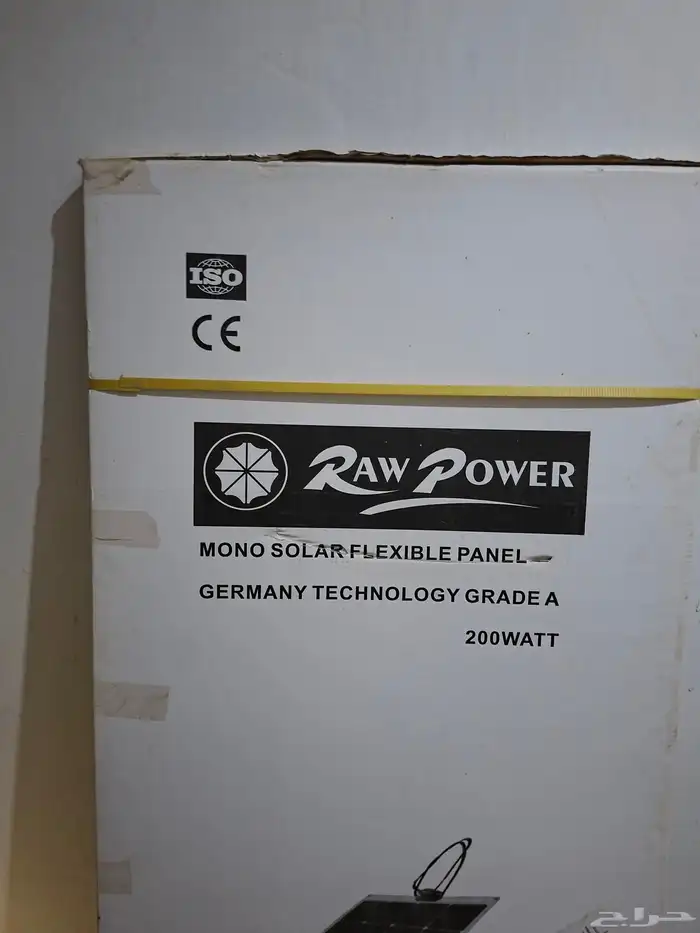 ISO
CE
RAW POWER
MONO SOLAR FLEXIBLE PANEL
GERMANY TECHNOLOGY GRADE A
200WATT
حراج